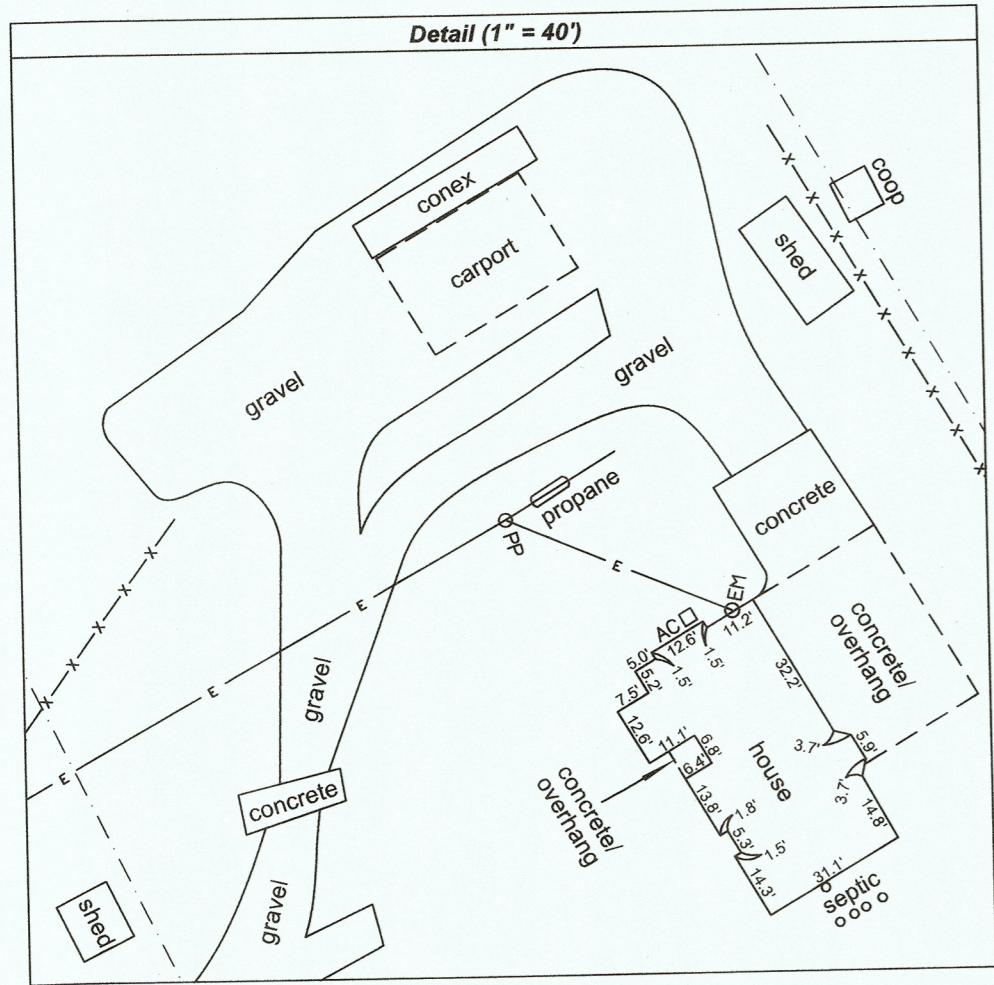 Detail (1" = 40')
conex
carport
coop
shed
gravel
gravel
propane
PP
concrete
E
E
E
E
EM
AC
11.2'
12.6'
1.5'
1.5'
5.0'
5.2'
7.5'
12.6'
11.1'
6.8'
6.4'
13.8'
1.8'
5.3'
1.5'
14.3'
31.1'
14.8'
3.7'
5.9'
3.7'
32.2'
house
concrete/
overhang
concrete/
overhang
septic
gravel
concrete
gravel
shed
X
X
X
X
X
X
X
X
X
X
X
X
X
X